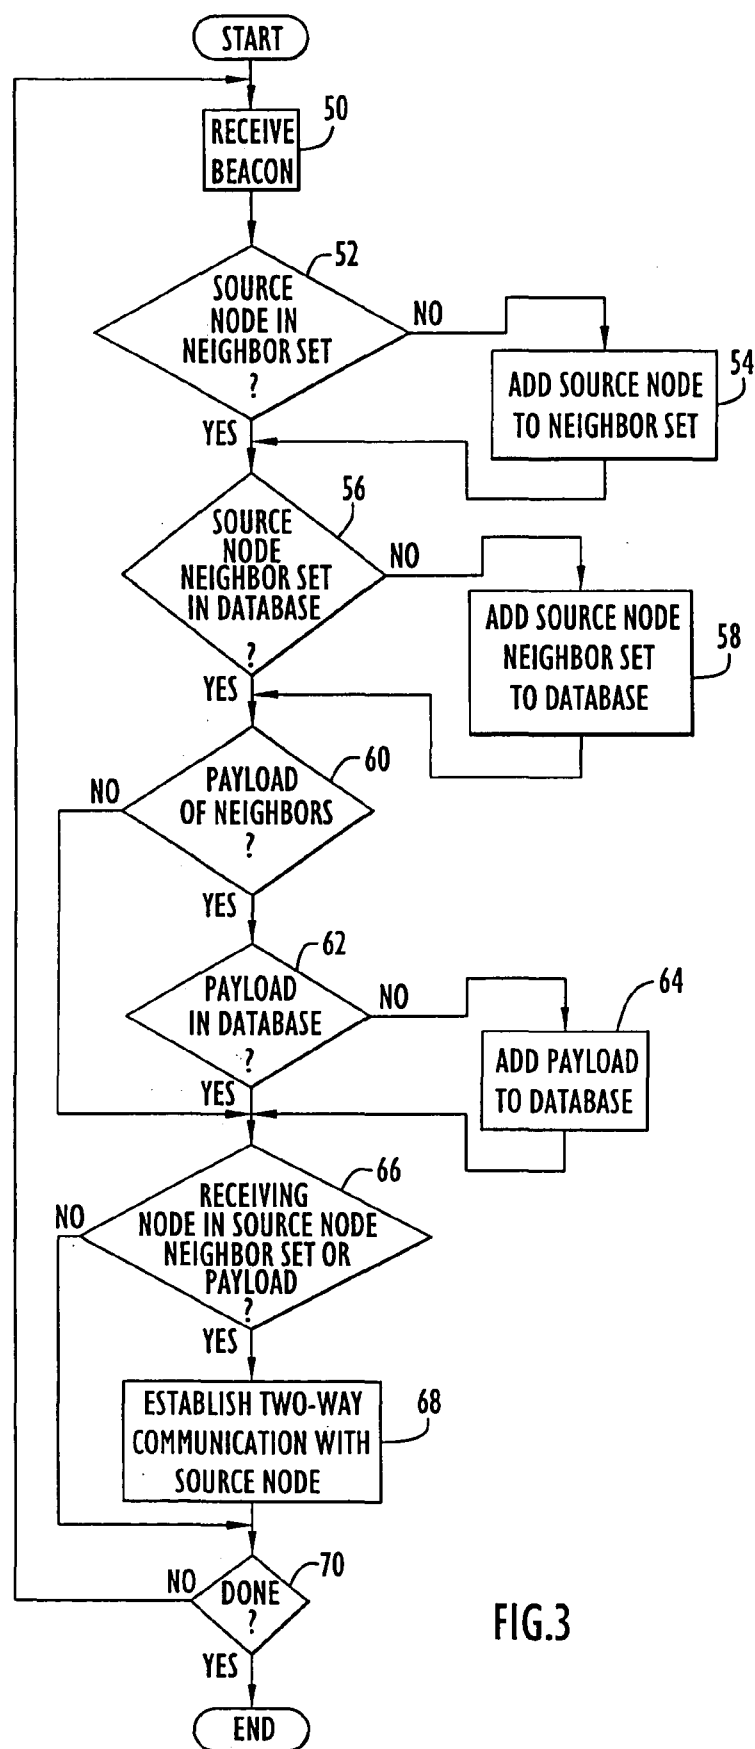 START
50
RECEIVE
BEACON
52
SOURCE
NODE IN
NEIGHBOR SET
?
NO
54
ADD SOURCE NODE
TO NEIGHBOR SET
YES
56
SOURCE
NODE
NEIGHBOR SET
IN DATABASE
?
NO
58
ADD SOURCE NODE
NEIGHBOR SET
TO DATABASE
YES
60
PAYLOAD
OF NEIGHBORS
?
NO
YES
62
PAYLOAD
IN DATABASE
?
NO
64
ADD PAYLOAD
TO DATABASE
YES
66
RECEIVING
NODE IN SOURCE NODE
NEIGHBOR SET OR
PAYLOAD
?
NO
YES
68
ESTABLISH TWO-WAY
COMMUNICATION WITH
SOURCE NODE
70
DONE
?
NO
YES
END
FIG.3